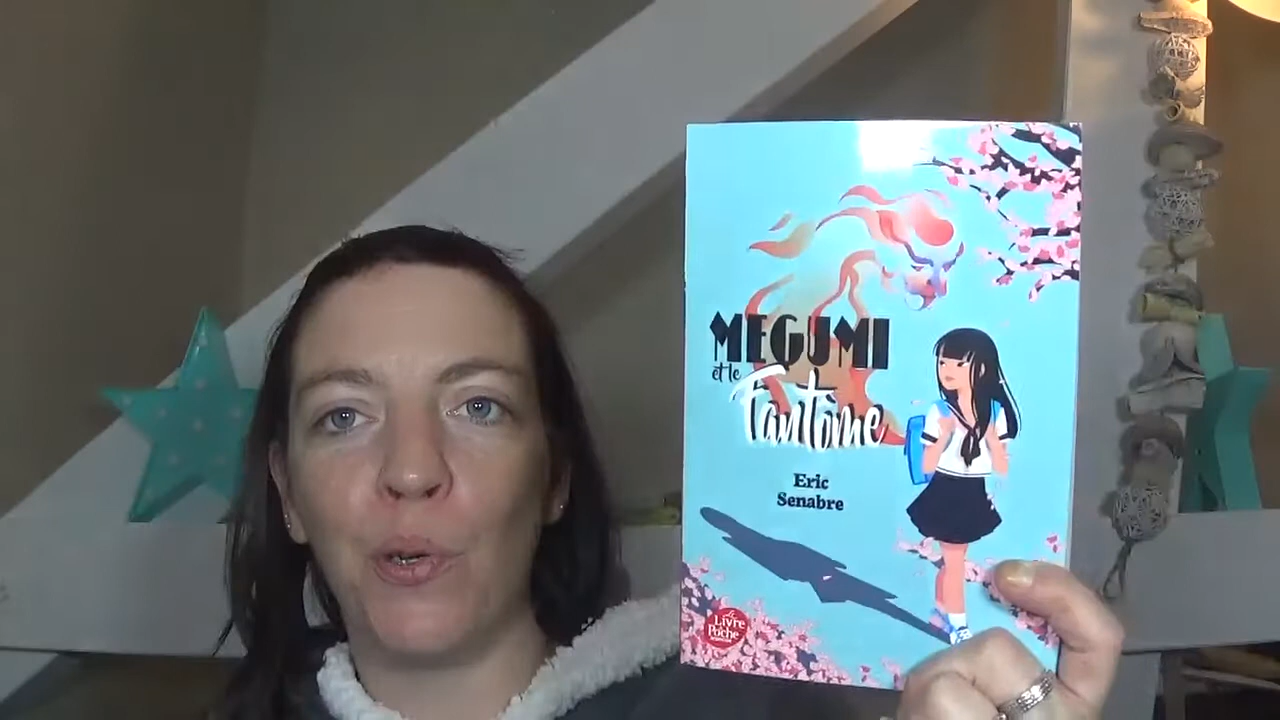 MEGUMI
et le
Fantôme
Eric
Senabre
Le
Livre
de
Poche